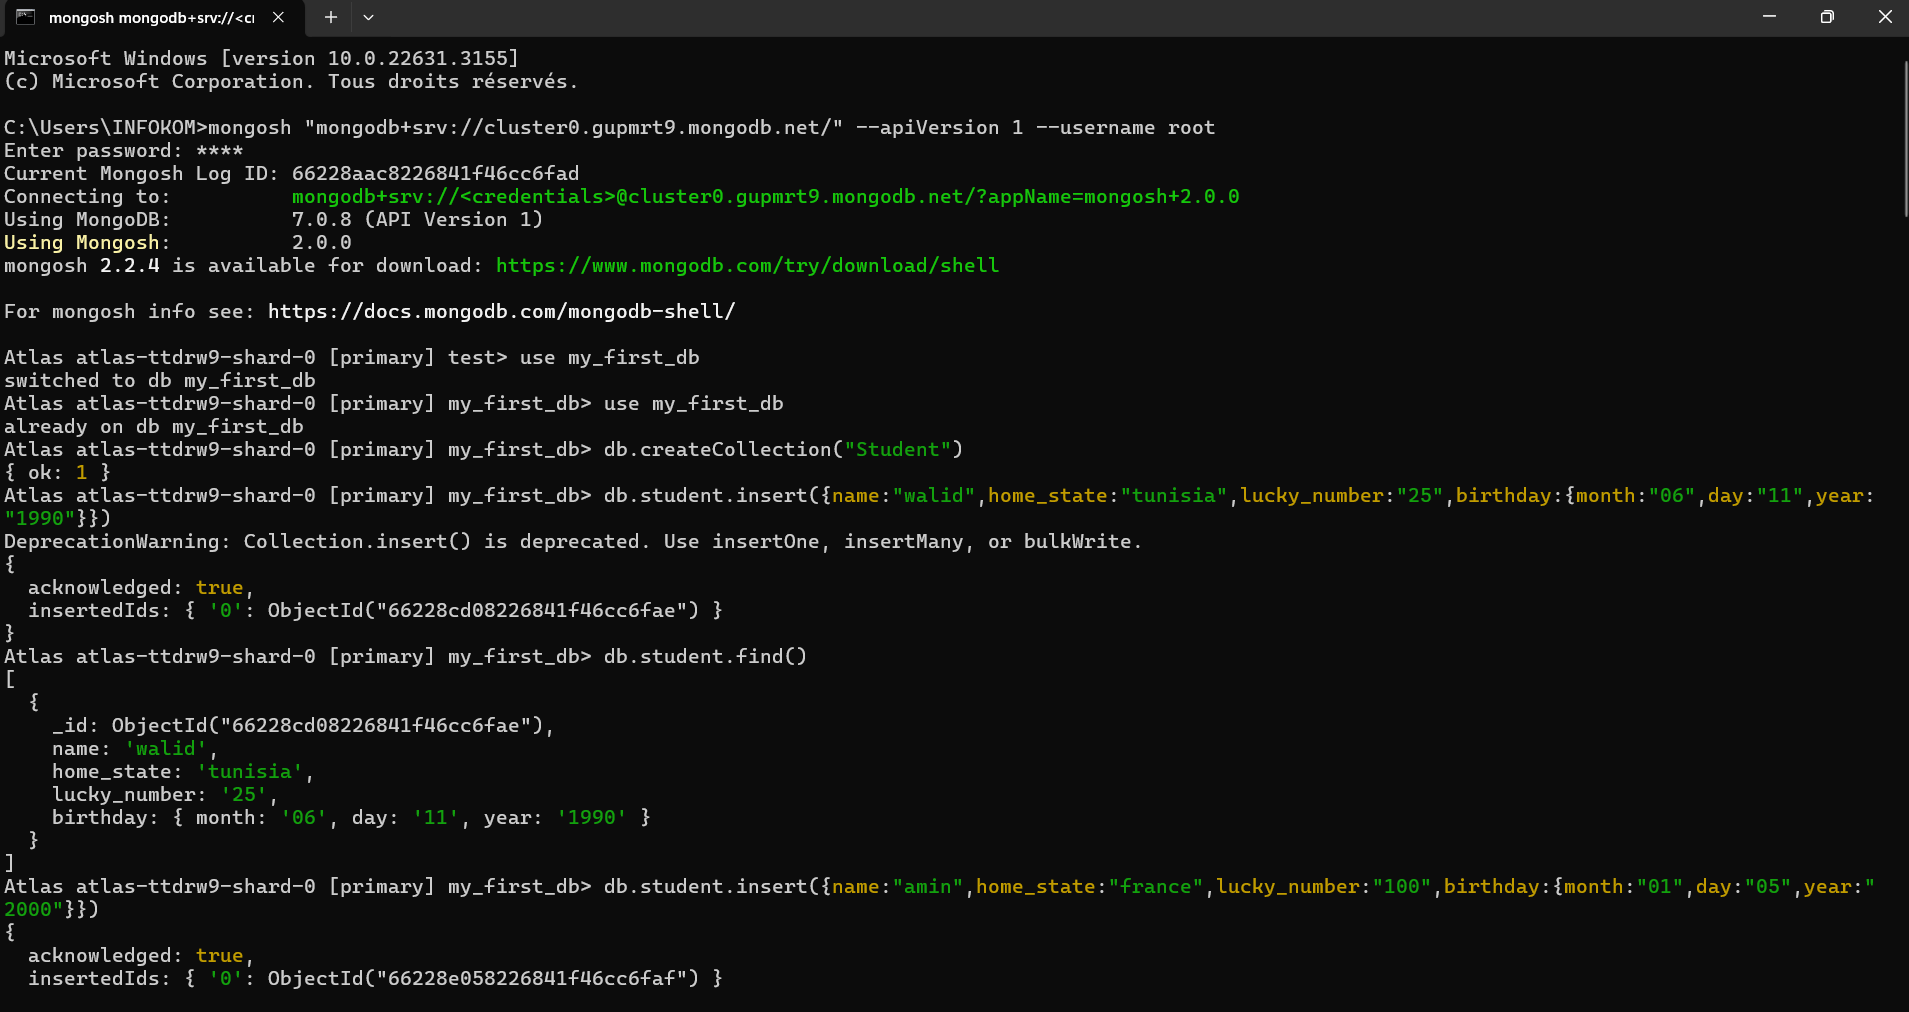 mongosh mongodb+srv://<cr
Microsoft Windows [version 10.0.22631.3155]
(c) Microsoft Corporation. Tous droits réservés.
C:\Users\INFOKOM>mongosh "mongodb+srv://cluster0.gupmrt9.mongodb.net/" --apiVersion 1 --username root
Enter password: ****
Current Mongosh Log ID: 66228aac8226841f46cc6fad
Connecting to:          mongodb+srv://<credentials>@cluster0.gupmrt9.mongodb.net/?appName=mongosh+2.0.0
Using MongoDB:          7.0.8 (API Version 1)
Using Mongosh:          2.0.0
mongosh 2.2.4 is available for download: https://www.mongodb.com/try/download/shell
For mongosh info see: https://docs.mongodb.com/mongodb-shell/
Atlas atlas-ttdrw9-shard-0 [primary] test> use my_first_db
switched to db my_first_db
Atlas atlas-ttdrw9-shard-0 [primary] my_first_db> use my_first_db
already on db my_first_db
Atlas atlas-ttdrw9-shard-0 [primary] my_first_db> db.createCollection("Student")
{ ok: 1 }
Atlas atlas-ttdrw9-shard-0 [primary] my_first_db> db.student.insert({name:"walid",home_state:"tunisia",lucky_number:"25",birthday:{month:"06",day:"11",year:
"1990"}})
DeprecationWarning: Collection.insert() is deprecated. Use insertOne, insertMany, or bulkWrite.
{
  acknowledged: true,
  insertedIds: { '0': ObjectId("66228cd08226841f46cc6fae") }
}
Atlas atlas-ttdrw9-shard-0 [primary] my_first_db> db.student.find()
[
  {
    _id: ObjectId("66228cd08226841f46cc6fae"),
    name: 'walid',
    home_state: 'tunisia',
    lucky_number: '25',
    birthday: { month: '06', day: '11', year: '1990' }
  }
]
Atlas atlas-ttdrw9-shard-0 [primary] my_first_db> db.student.insert({name:"amin",home_state:"france",lucky_number:"100",birthday:{month:"01",day:"05",year:"
2000"}})
{
  acknowledged: true,
  insertedIds: { '0': ObjectId("66228e058226841f46cc6faf") }